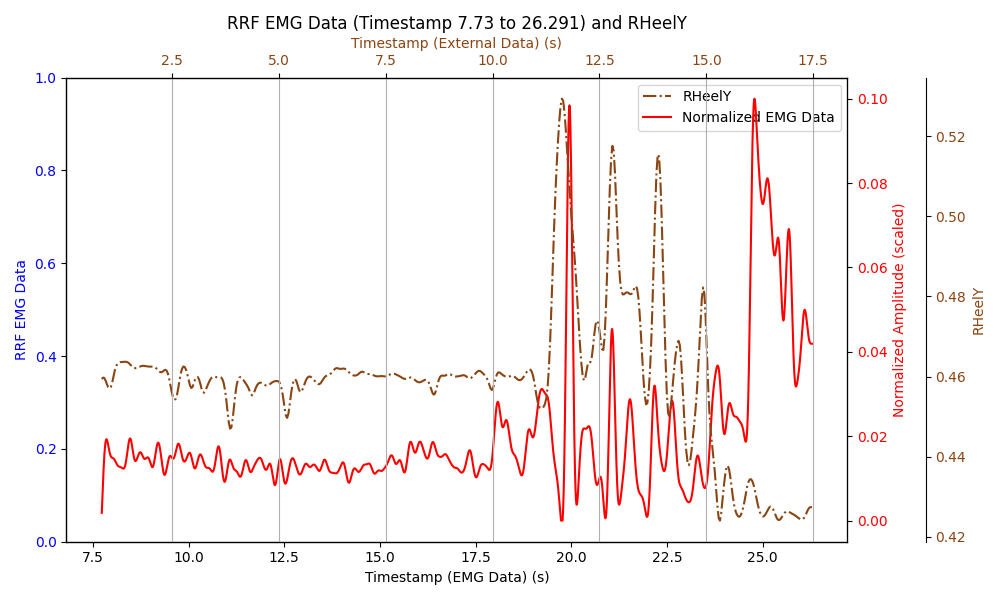 RRF EMG Data (Timestamp 7.73 to 26.291) and RHeelY
Timestamp (External Data) (s)
2.5 5.0 7.5 10.0 12.5 15.0 17.5
RHeelY
Normalized EMG Data
1.0
0.8
0.6
0.4
0.2
0.0
RRF EMG Data
0.10
0.08
0.06
0.04
0.02
0.00
Normalized Amplitude (scaled)
0.52
0.50
0.48
0.46
0.44
0.42
RHeelY
7.5 10.0 12.5 15.0 17.5 20.0 22.5 25.0
Timestamp (EMG Data) (s)